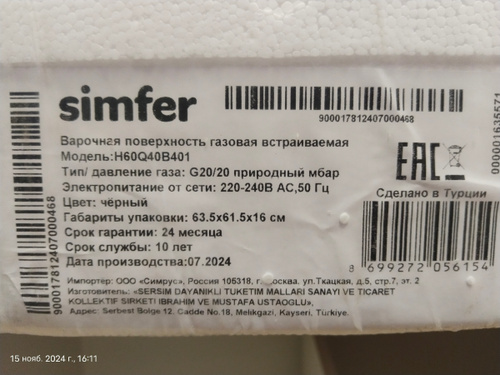 simfer
900017812407000468
Варочная поверхность газовая встраиваемая
Модель:H60Q40B401
Тип/ давление газа: G20/20 природный мбар
Электропитание от сети: 220-240В AC,50 Гц
Цвет: чёрный
Габариты упаковки: 63.5x61.5x16 см
Срок гарантии: 24 месяца
Срок службы: 10 лет
Дата производства:07.2024
EAC
Сделано в Турции
8 699272 056154
Импортер: ООО «Симрус», Россия 105318, г.Москва, ул.Ткацкая, д.5, стр.7, эт. 2
Изготовитель: «SERSIM DAYANIKLI TUKETIM MALLARI SANAYI VE TICARET
KOLLEKTIF SIRKETI IBRAHIM VE MUSTAFA USTAOGLU»,
Адрес: Serbest Bolge 12. Cadde No.18, Melikgazi, Kayseri, Türkiye.
900017812407000468
15 нояб. 2024 г., 16:11